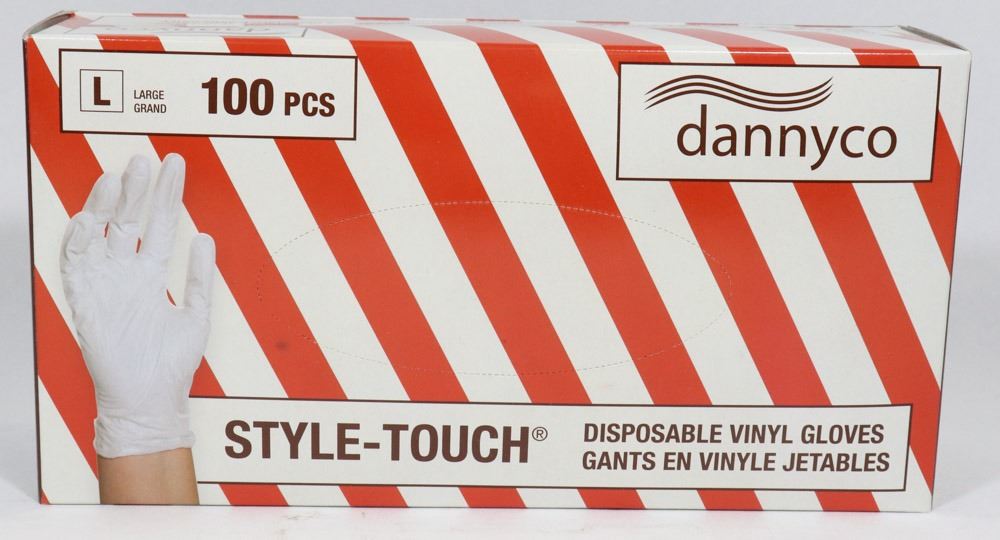 L
LARGE
GRAND
100 PCS
dannyco
STYLE-TOUCH®
DISPOSABLE VINYL GLOVES
GANTS EN VINYLE JETABLES